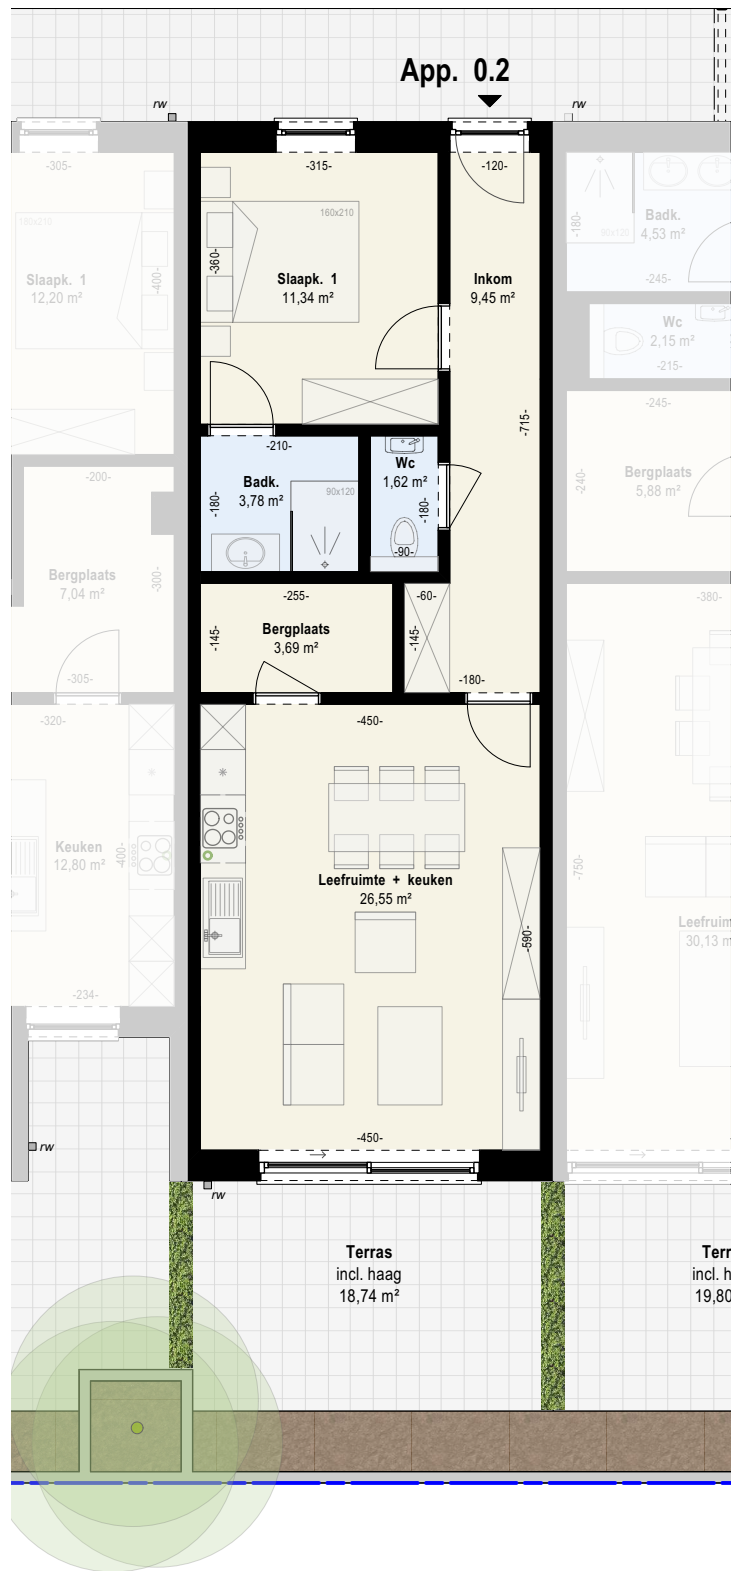 App. 0.2
rw
rw
-305-
-315-
-120-
160x210
160x210
-360-
-400-
Slaapk. 1
12,20 m²
Slaapk. 1
11,34 m²
Inkom
9,45 m²
-180-
90x120
Badk.
4,53 m²
-245-
Wc
2,15 m²
-215-
-715-
-245-
-240-
Bergplaats
5,88 m²
-200-
-210-
Badk.
3,78 m²
-180-
90x120
Wc
1,62 m²
-180-
-90-
Bergplaats
7,04 m²
-300-
-305-
-255-
-145-
Bergplaats
3,69 m²
-60-
-145-
-180-
-380-
-320-
-450-
Keuken
12,80 m²
-400-
Leefruimte + keuken
26,55 m²
-590-
-750-
30,13
-234-
-450-
rw
rw
Terras
incl. haag
18,74 m²
incl.
19,80